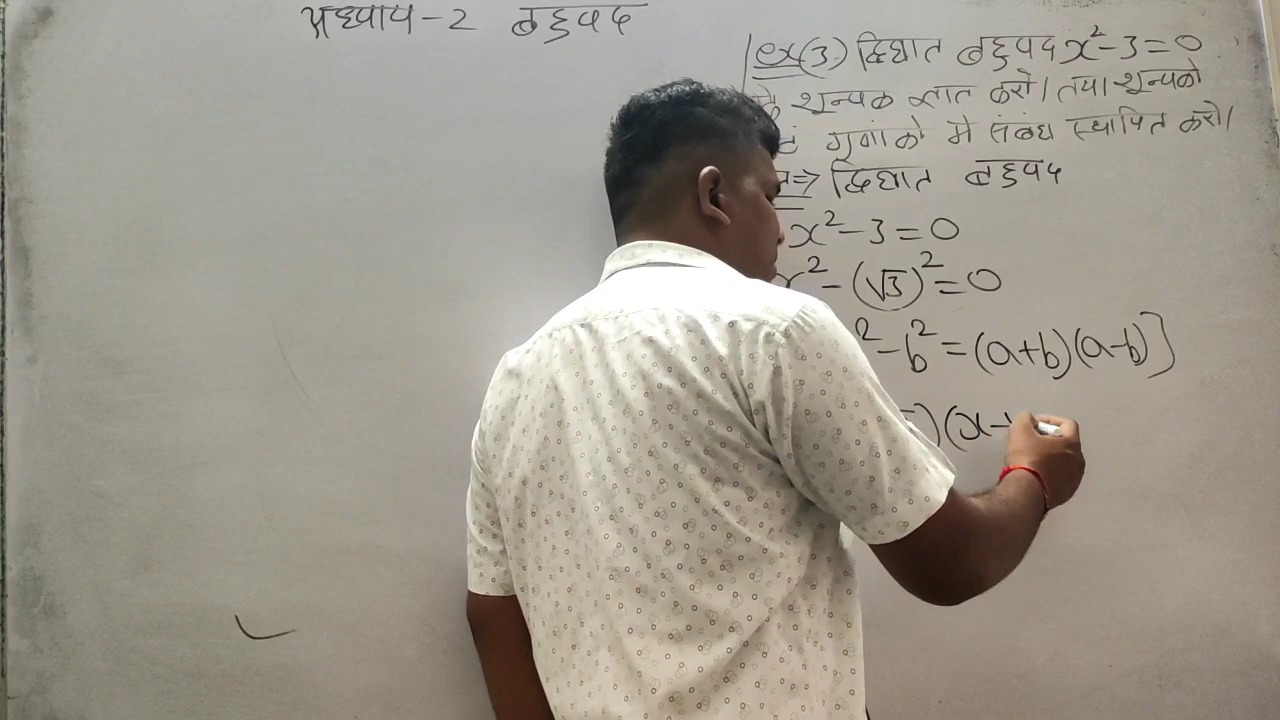 अध्याय-2 बहुपद
ex(3) द्विघात बहुपद x²-3=0
के शून्यक ज्ञात करो। तथा शून्यको
गुणांको मे संबंध स्थापित करो।
=> द्विघात बहुपद
x²-3=0
x²-(√3)²=0
²-b²=(a+b)(a-b)]
)(x-